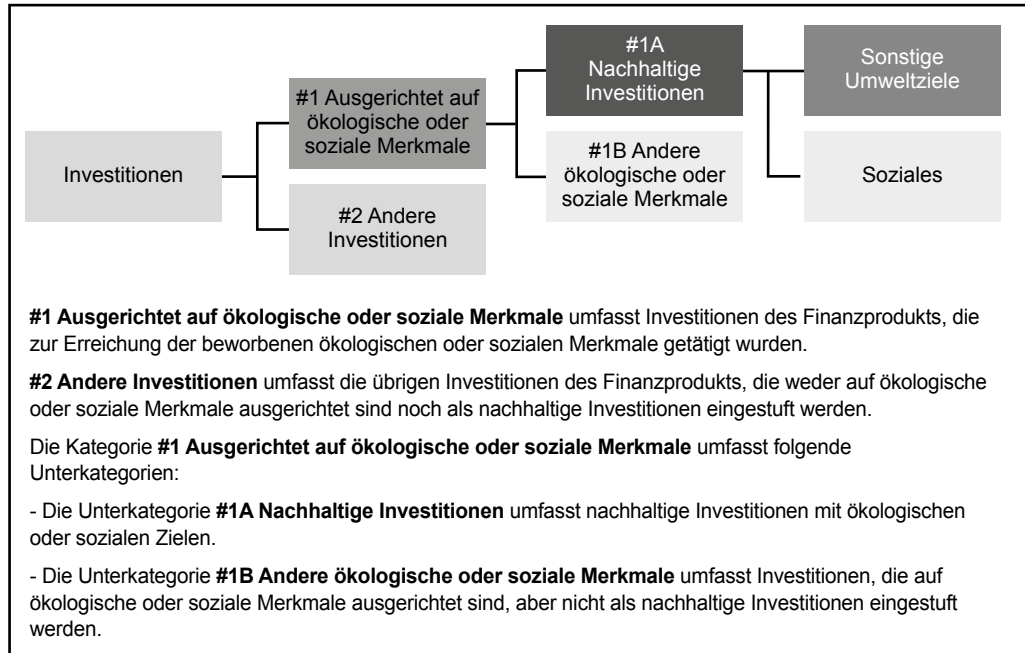 Investitionen
#1 Ausgerichtet auf
ökologische oder
soziale Merkmale
#2 Andere
Investitionen
#1A
Nachhaltige
Investitionen
#1B Andere
ökologische oder
soziale Merkmale
Sonstige
Umweltziele
Soziales
#1 Ausgerichtet auf ökologische oder soziale Merkmale umfasst Investitionen des Finanzprodukts, die
zur Erreichung der beworbenen ökologischen oder sozialen Merkmale getätigt wurden.
#2 Andere Investitionen umfasst die übrigen Investitionen des Finanzprodukts, die weder auf ökologische
oder soziale Merkmale ausgerichtet sind noch als nachhaltige Investitionen eingestuft werden.
Die Kategorie #1 Ausgerichtet auf ökologische oder soziale Merkmale umfasst folgende
Unterkategorien:
- Die Unterkategorie #1A Nachhaltige Investitionen umfasst nachhaltige Investitionen mit ökologischen
oder sozialen Zielen.
- Die Unterkategorie #1B Andere ökologische oder soziale Merkmale umfasst Investitionen, die auf
ökologische oder soziale Merkmale ausgerichtet sind, aber nicht als nachhaltige Investitionen eingestuft
werden.